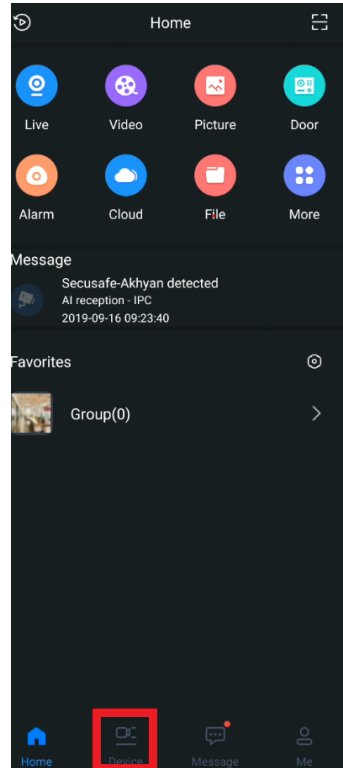 Home
Live Video Picture Door
Alarm Cloud File More
Message
Secusafe-Akhyan detected
AI reception - IPC
2019-09-16 09:23:40
Favorites
Group(0)
Home Device Message Me